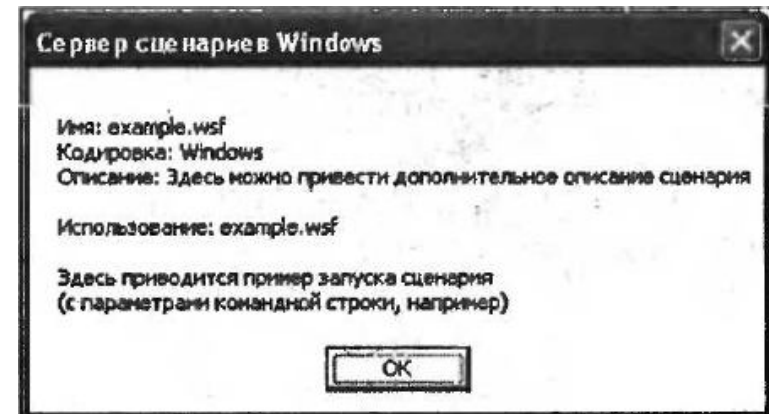 Сервер сценариев Windows
Имя: example.wsf
Кодировка: Windows
Описание: Здесь можно привести дополнительное описание сценария
Использование: example.wsf
Здесь приводится пример запуска сценария
(с параметрами командной строки, например)
OK